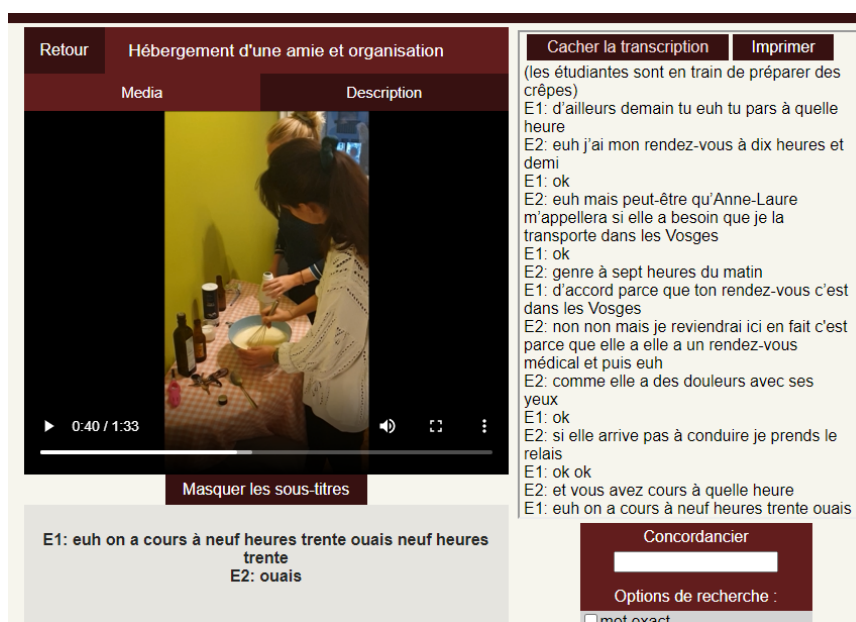 Retour
Hébergement d'une amie et organisation
Media
Description
0:40 / 1:33
Masquer les sous-titres
E1: euh on a cours à neuf heures trente ouais neuf heures
trente
E2: ouais
Cacher la transcription
Imprimer
(les étudiantes sont en train de préparer des
crêpes)
E1: d'ailleurs demain tu euh tu pars à quelle
heure
E2: euh j'ai mon rendez-vous à dix heures et
demi
E1: ok
E2: euh mais peut-être qu'Anne-Laure
m'appellera si elle a besoin que je la
transporte dans les Vosges
E1: ok
E2: genre à sept heures du matin
E1: d'accord parce que ton rendez-vous c'est
dans les Vosges
E2: non non mais je reviendrai ici en fait c'est
parce que elle a elle a un rendez-vous
médical et puis euh
E2: comme elle a des douleurs avec ses
yeux
E1: ok
E2: si elle arrive pas à conduire je prends le
relais
E1: ok ok
E2: et vous avez cours à quelle heure
E1: euh on a cours à neuf heures trente ouais
Concordancier
Options de recherche :
mot exact